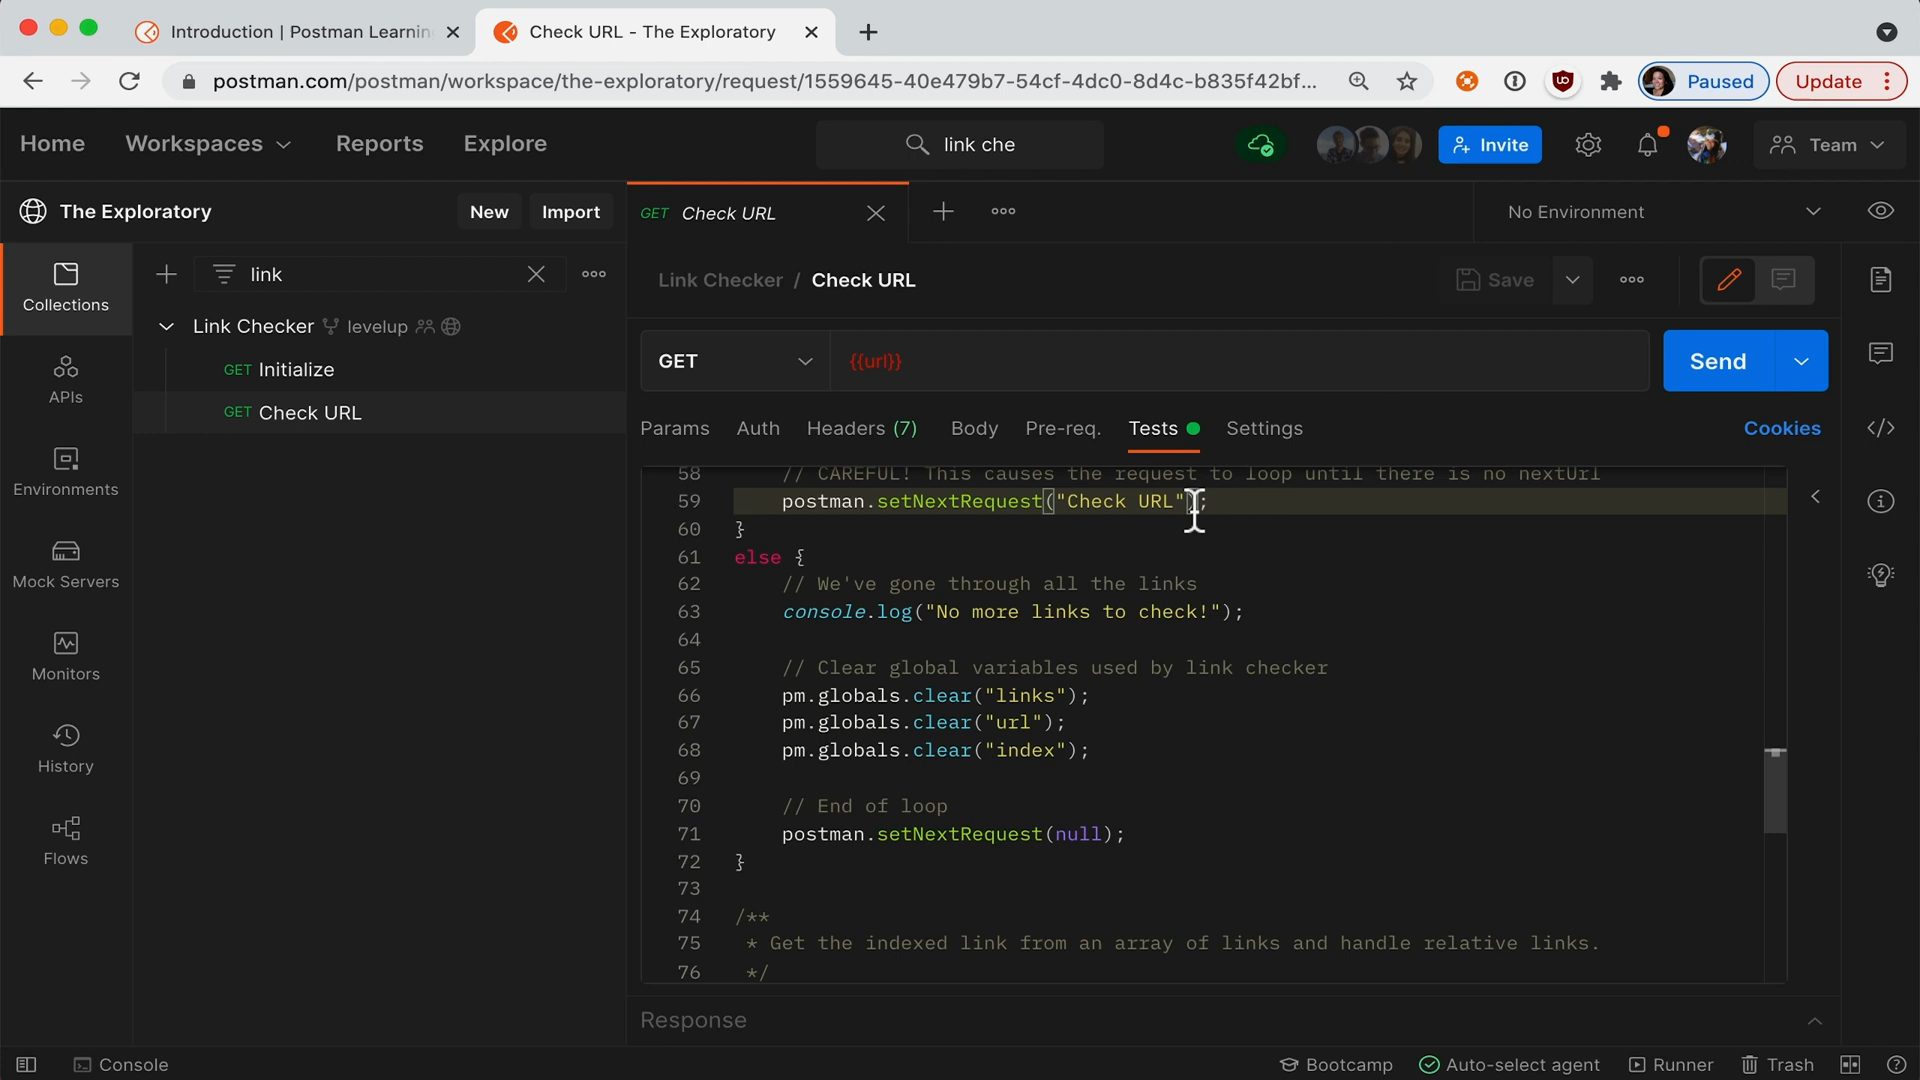 Introduction | Postman Learnin
Check URL - The Exploratory
postman.com/postman/workspace/the-exploratory/request/1559645-40e479b7-54cf-4dc0-8d4c-b835f42bf...
Paused
Update
Home
Workspaces
Reports
Explore
link che
Invite
Team
The Exploratory
New
Import
GET Check URL
No Environment
Collections
link
Link Checker / Check URL
Save
Link Checker levelup
GET Initialize
GET Check URL
APIs
Environments
Mock Servers
Monitors
History
Flows
GET
{{url}}
Send
Params
Auth
Headers (7)
Body
Pre-req.
Tests
Settings
Cookies
58 // CAREFUL! This causes the request to loop until there is no nextUrl
59 postman.setNextRequest("Check URL");
60 }
61 else {
62 // We've gone through all the links
63 console.log("No more links to check!");
64
65 // Clear global variables used by link checker
66 pm.globals.clear("links");
67 pm.globals.clear("url");
68 pm.globals.clear("index");
69
70 // End of loop
71 postman.setNextRequest(null);
72 }
73
74 /**
75 * Get the indexed link from an array of links and handle relative links.
76 */
Response
Console
Bootcamp
Auto-select agent
Runner
Trash